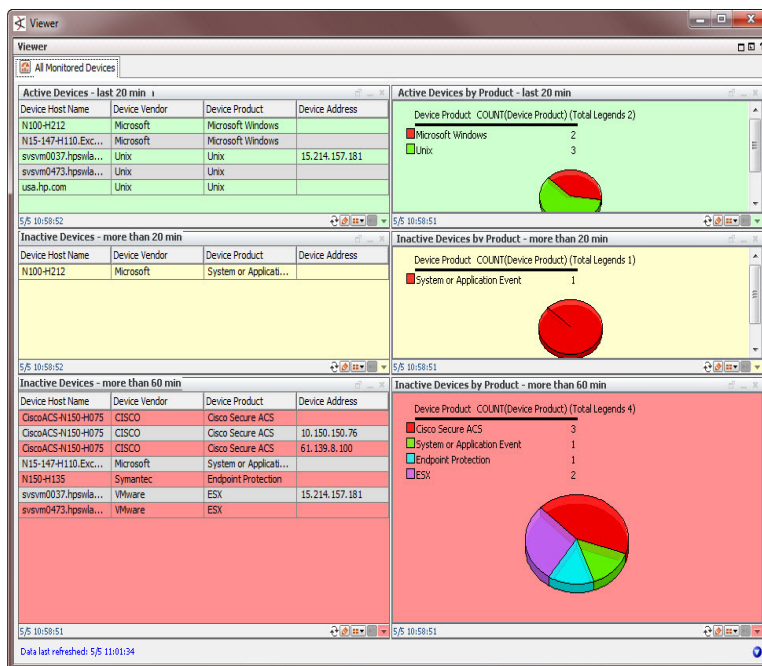 Viewer
Viewer
All Monitored Devices
Active Devices - last 20 min
Device Host Name Device Vendor Device Product Device Address
N100-H212 Microsoft Microsoft Windows
N15-147-H110.Exc... Microsoft Microsoft Windows
svsvm0037.hpswla... Unix Unix 15.214.157.181
svsvm0473.hpswla... Unix Unix
usa.hp.com Unix Unix
5/5 10:58:52
Active Devices by Product - last 20 min
Device Product COUNT(Device Product) (Total Legends 2)
Microsoft Windows 2
Unix 3
5/5 10:58:51
Inactive Devices - more than 20 min
Device Host Name Device Vendor Device Product Device Address
N100-H212 Microsoft System or Applicati...
5/5 10:58:52
Inactive Devices by Product - more than 20 min
Device Product COUNT(Device Product) (Total Legends 1)
System or Application Event 1
5/5 10:58:51
Inactive Devices - more than 60 min
Device Host Name Device Vendor Device Product Device Address
CiscoACS-N150-H075 CISCO Cisco Secure ACS
CiscoACS-N150-H075 CISCO Cisco Secure ACS 10.150.150.76
CiscoACS-N150-H075 CISCO Cisco Secure ACS 61.139.8.100
N15-147-H110.Exc... Microsoft System or Applicati...
N150-H135 Symantec Endpoint Protection
svsvm0037.hpswla... VMware ESX 15.214.157.181
svsvm0473.hpswla... VMware ESX
5/5 10:58:51
Inactive Devices by Product - more than 60 min
Device Product COUNT(Device Product) (Total Legends 4)
Cisco Secure ACS 3
System or Application Event 1
Endpoint Protection 1
ESX 2
5/5 10:58:51
Data last refreshed: 5/5 11:01:34